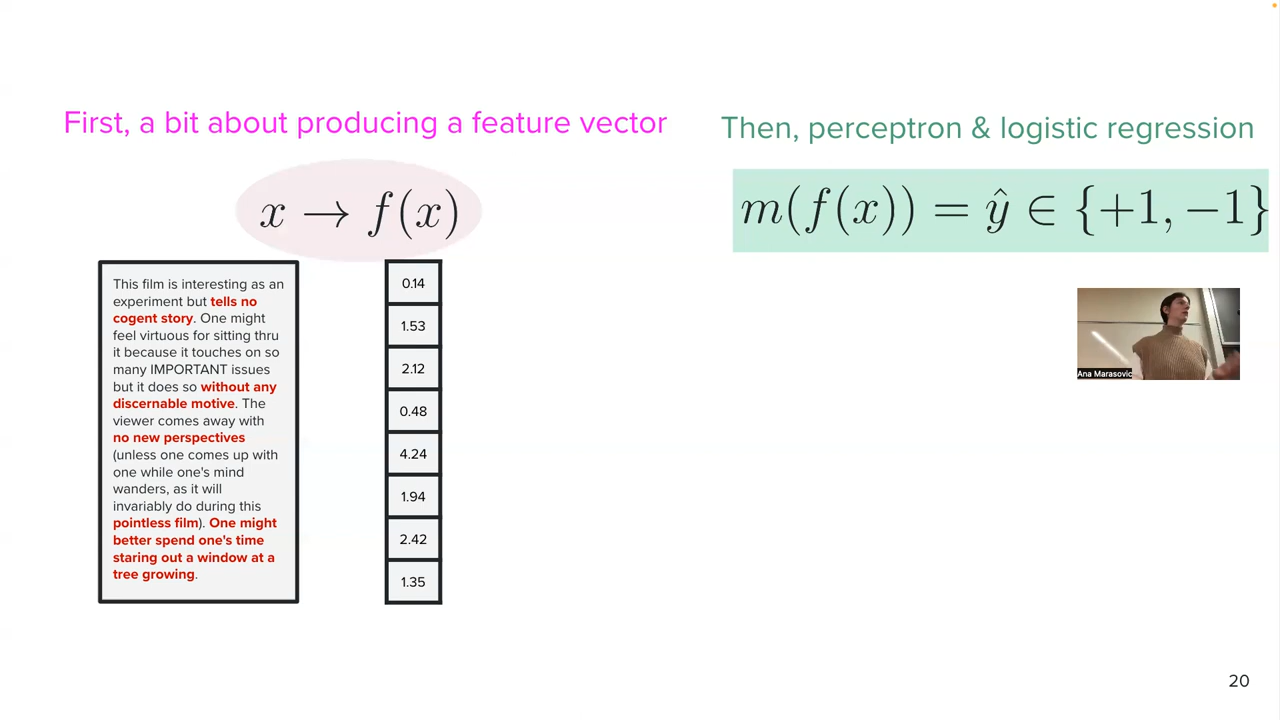 First, a bit about producing a feature vector
x → f(x)
This film is interesting as an
experiment but tells no
cogent story. One might
feel virtuous for sitting thru
it because it touches on so
many IMPORTANT issues
but it does so without any
discernable motive. The
viewer comes away with
no new perspectives
(unless one comes up with
one while one's mind
wanders, as it will
invariably do during this
pointless film). One might
better spend one's time
staring out a window at a
tree growing.
0.14
1.53
2.12
0.48
4.24
1.94
2.42
1.35
Then, perceptron & logistic regression
m(f(x)) = ŷ ∈ {+1, −1}
Ana Marasovic
20